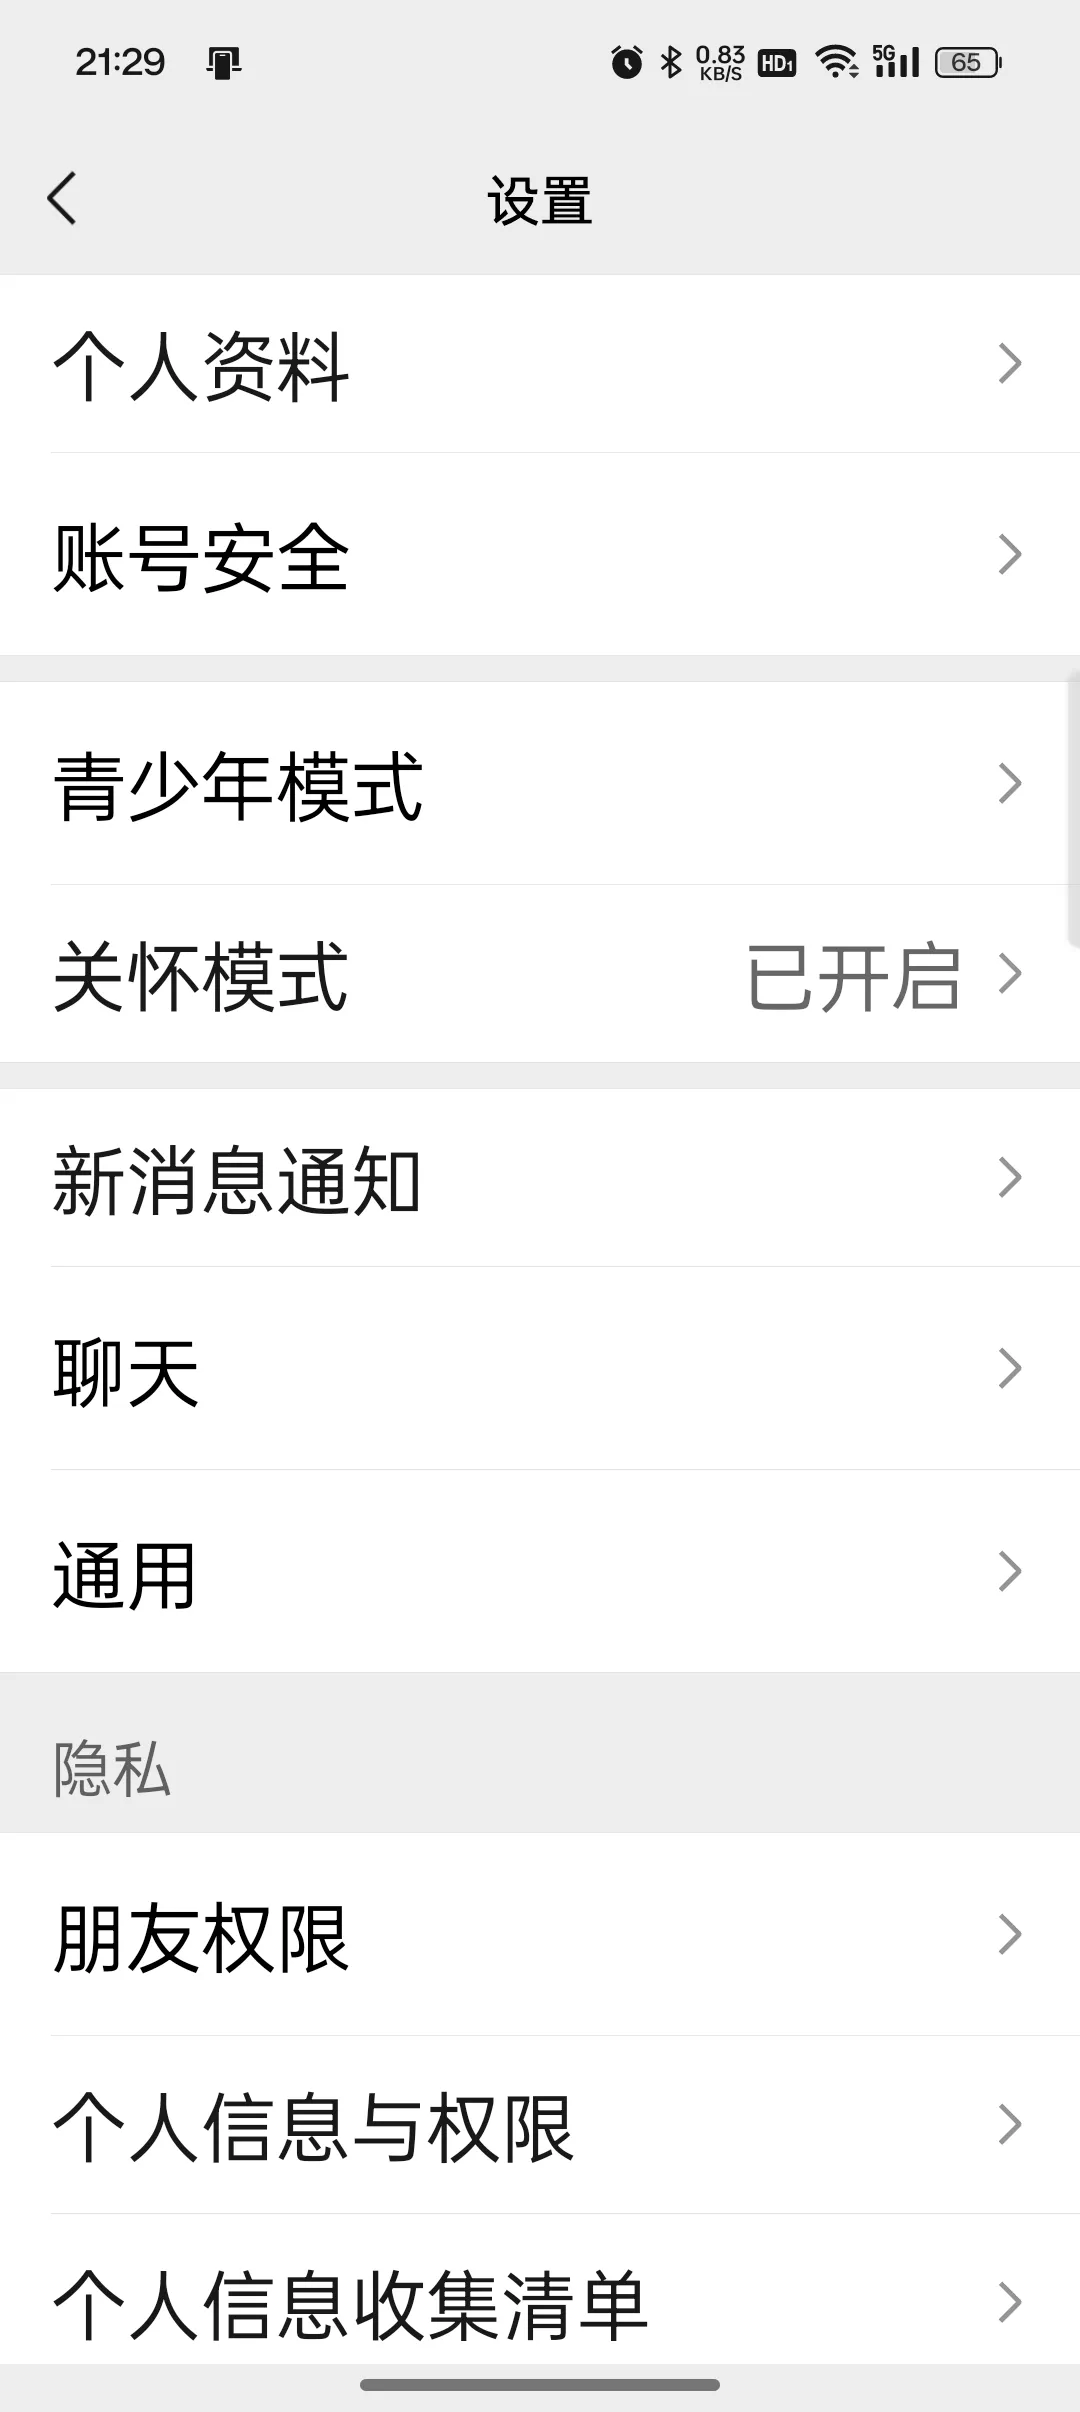 21:29 0.83 KB/S HD1 5G 65
设置
个人资料
账号安全
青少年模式
关怀模式 已开启
新消息通知
聊天
通用
隐私
朋友权限
个人信息与权限
个人信息收集清单